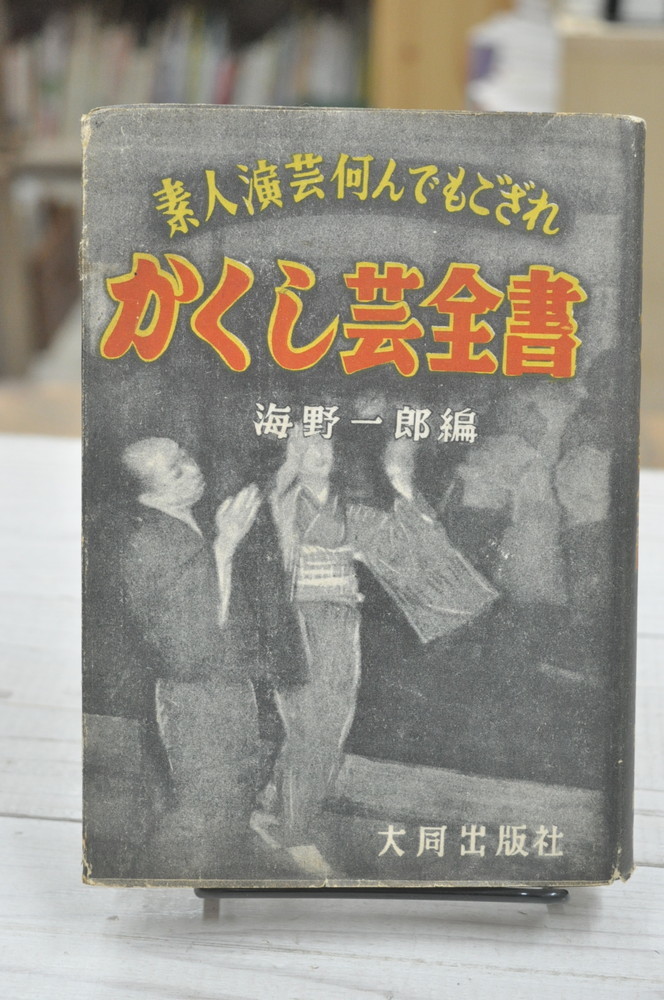 素人演芸何んでもござれ
かくし芸全書
海野一郎編
大同出版社